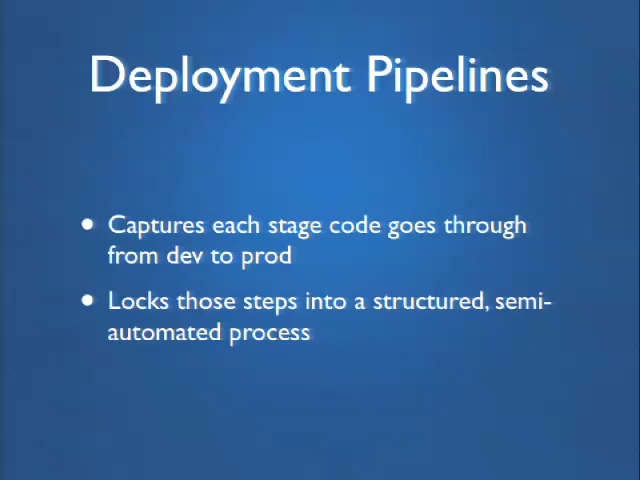 Deployment Pipelines
• Captures each stage code goes through
from dev to prod
• Locks those steps into a structured, semi-
automated process